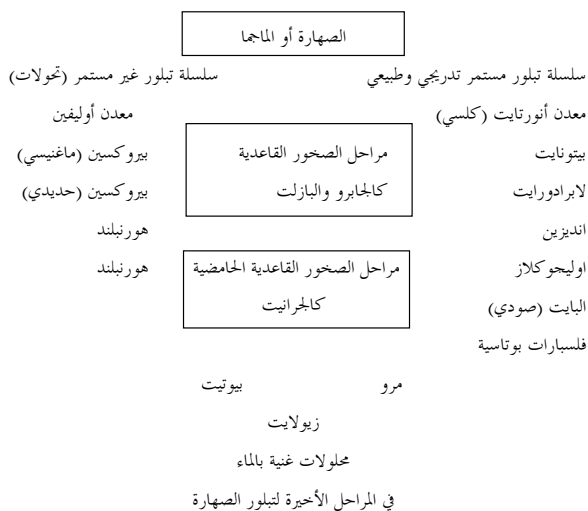 الصهارة أو الماجما
سلسلة تبلور مستمر تدريجي وطبيعي سلسلة تبلور غير مستمر (تحولات)
معدن أنورتايت (كلسي) معدن أوليفين
بيتونايت مراحل الصخور القاعدية بيروكسين (ماغنيسي)
لابرادورايت كالجابرو والبازلت بيروكسين (حديدي)
انديزين هورنبلند
اوليجوكلاز مراحل الصخور القاعدية الحامضية هورنبلند
البايت (صودي) كالجرانيت
فلسبارات بوتاسية
مرو بيوتيت
زيولايت
محلولات غنية بالماء
في المراحل الأخيرة لتبلور الصهارة